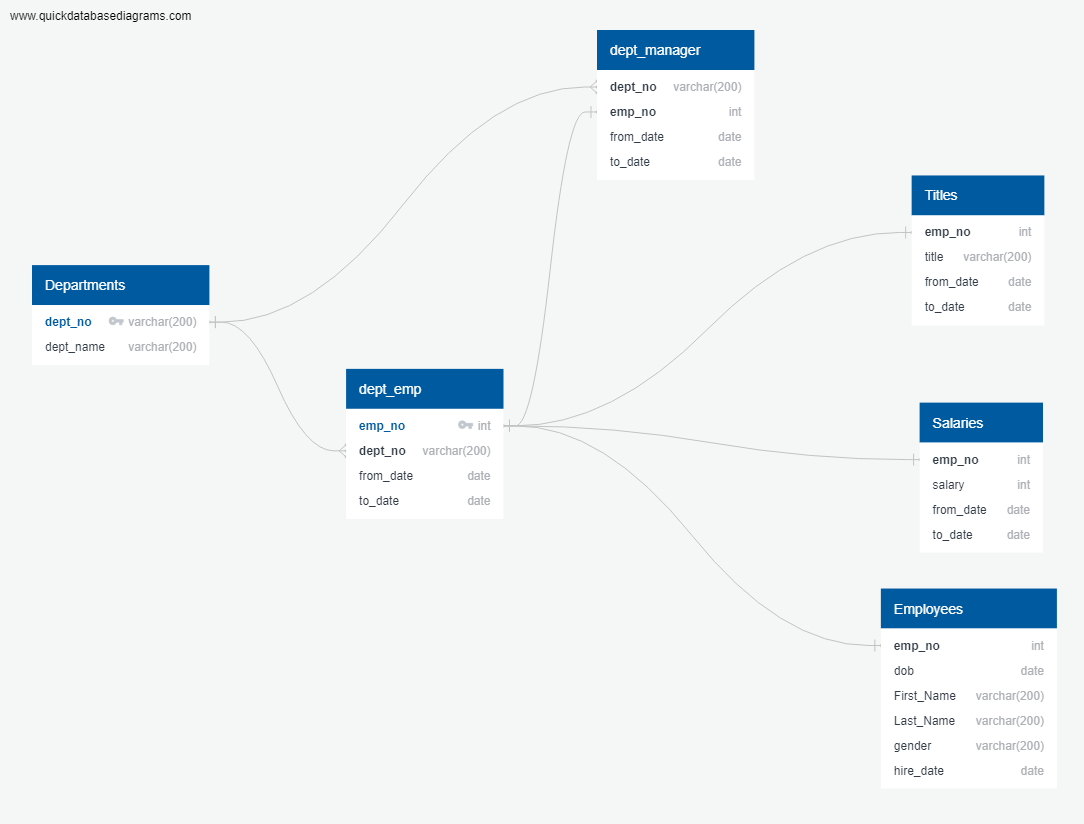 www.quickdatabasediagrams.com
dept_manager
dept_no varchar(200)
emp_no int
from_date date
to_date date
Titles
emp_no int
title varchar(200)
from_date date
to_date date
Departments
dept_no varchar(200)
dept_name varchar(200)
dept_emp
emp_no int
dept_no varchar(200)
from_date date
to_date date
Salaries
emp_no int
salary int
from_date date
to_date date
Employees
emp_no int
dob date
First_Name varchar(200)
Last_Name varchar(200)
gender varchar(200)
hire_date date